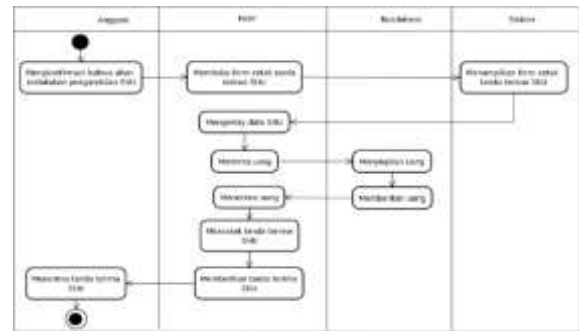 Anggota
User
Bendahara
Sistem
Mengkonfirmasi bahwa akan
melakukan pengambilan SHU
Membuka form cetak tanda
terima SHU
Menampilkan form cetak
tanda terima SHU
Mengentry data SHU
Meminta uang
Menyiapkan uang
Menerima uang
Memberikan uang
Mencetak tanda terima
SHU
Menerima tanda terima
SHU
Memberikan tanda terima
SHU